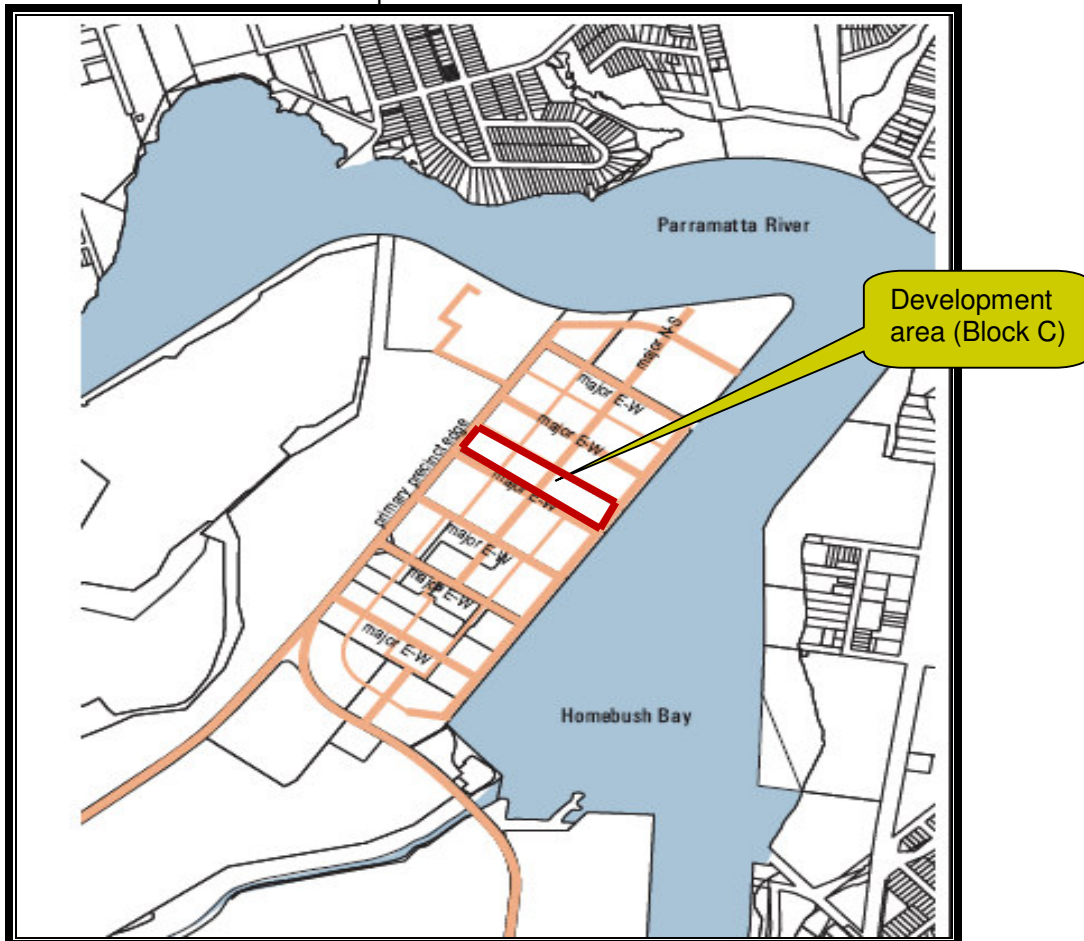 Parramatta River
Development
area (Block C)
major N-S
major E-W
major E-W
primary precinct edge
major E-W
major E-W
major E-W
major E-W
Homebush Bay